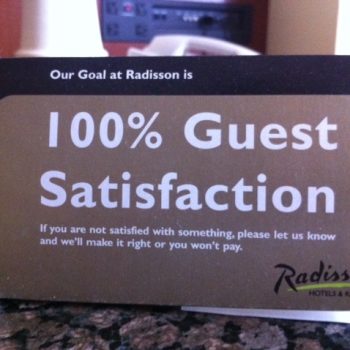 Our Goal at Radisson is
100% Guest
Satisfaction
If you are not satisfied with something, please let us know
and we'll make it right or you won't pay.
HOTELS &